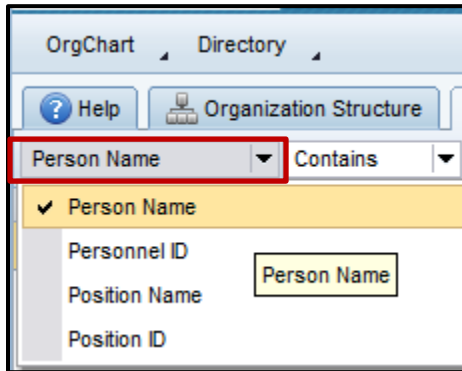 OrgChart Directory
Help Organization Structure
Person Name Contains
Person Name
Personnel ID
Person Name
Position Name
Position ID